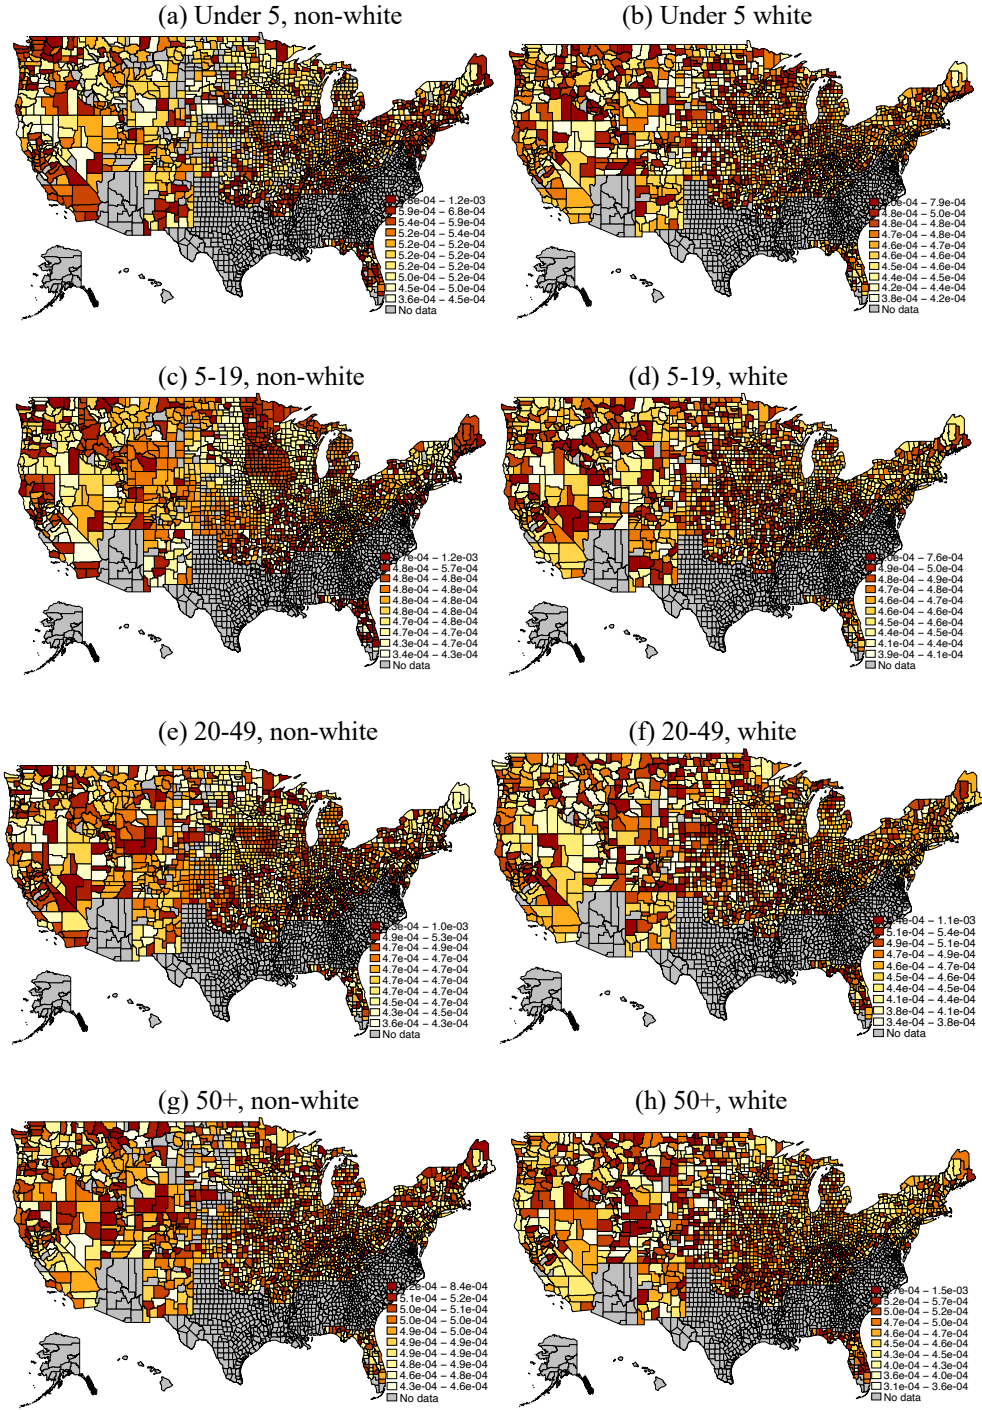 (a) Under 5, non-white
(b) Under 5 white
1.2e-03
5.9e-04 – 6.8e-04
5.4e-04 – 5.9e-04
5.2e-04 – 5.4e-04
5.2e-04 – 5.2e-04
5.2e-04 – 5.2e-04
5.2e-04 – 5.2e-04
5.0e-04 – 5.2e-04
4.5e-04 – 5.0e-04
3.6e-04 – 4.5e-04
No data
7.9e-04
4.8e-04 – 5.0e-04
4.8e-04 – 4.8e-04
4.7e-04 – 4.8e-04
4.6e-04 – 4.7e-04
4.6e-04 – 4.6e-04
4.5e-04 – 4.6e-04
4.4e-04 – 4.5e-04
4.2e-04 – 4.4e-04
3.8e-04 – 4.2e-04
No data
(c) 5-19, non-white
(d) 5-19, white
1.2e-03
4.8e-04 – 5.7e-04
4.8e-04 – 4.8e-04
4.8e-04 – 4.8e-04
4.8e-04 – 4.8e-04
4.8e-04 – 4.8e-04
4.7e-04 – 4.8e-04
4.7e-04 – 4.7e-04
4.3e-04 – 4.7e-04
3.4e-04 – 4.3e-04
No data
7.6e-04
4.9e-04 – 5.0e-04
4.8e-04 – 4.9e-04
4.7e-04 – 4.8e-04
4.6e-04 – 4.7e-04
4.6e-04 – 4.6e-04
4.5e-04 – 4.6e-04
4.4e-04 – 4.5e-04
4.1e-04 – 4.4e-04
3.9e-04 – 4.1e-04
No data
(e) 20-49, non-white
(f) 20-49, white
1.0e-03
4.9e-04 – 5.3e-04
4.7e-04 – 4.9e-04
4.7e-04 – 4.7e-04
4.7e-04 – 4.7e-04
4.7e-04 – 4.7e-04
4.7e-04 – 4.7e-04
4.5e-04 – 4.7e-04
4.3e-04 – 4.5e-04
3.6e-04 – 4.3e-04
No data
1.1e-03
5.1e-04 – 5.4e-04
4.9e-04 – 5.1e-04
4.7e-04 – 4.9e-04
4.6e-04 – 4.7e-04
4.5e-04 – 4.6e-04
4.4e-04 – 4.5e-04
4.1e-04 – 4.4e-04
3.8e-04 – 4.1e-04
3.4e-04 – 3.8e-04
No data
(g) 50+, non-white
(h) 50+, white
8.4e-04
5.1e-04 – 5.2e-04
5.0e-04 – 5.1e-04
5.0e-04 – 5.0e-04
4.9e-04 – 5.0e-04
4.9e-04 – 4.9e-04
4.9e-04 – 4.9e-04
4.8e-04 – 4.9e-04
4.6e-04 – 4.8e-04
4.3e-04 – 4.6e-04
No data
1.5e-03
5.2e-04 – 5.7e-04
5.0e-04 – 5.2e-04
4.7e-04 – 5.0e-04
4.6e-04 – 4.7e-04
4.5e-04 – 4.6e-04
4.3e-04 – 4.5e-04
4.0e-04 – 4.3e-04
3.6e-04 – 4.0e-04
3.1e-04 – 3.6e-04
No data